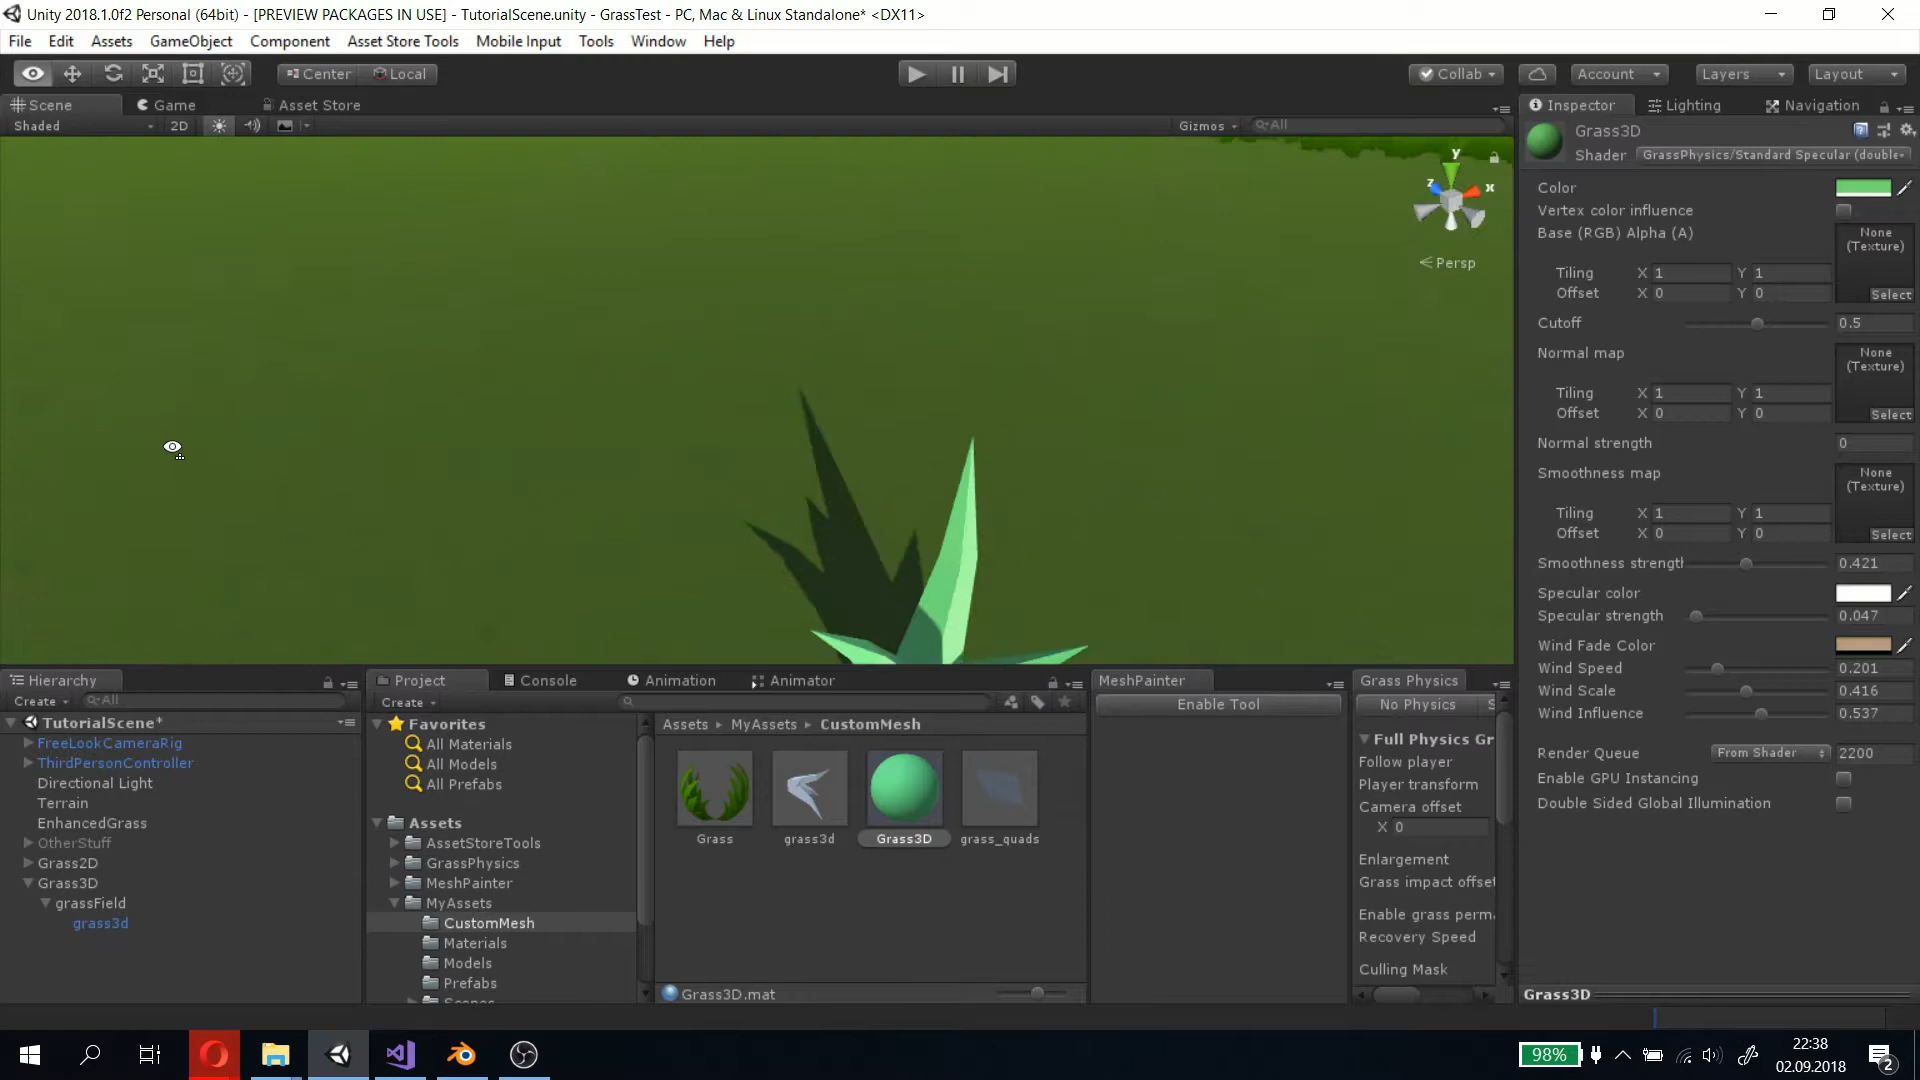 Unity 2018.1.0f2 Personal (64bit) - [PREVIEW PACKAGES IN USE] - TutorialScene.unity - GrassTest - PC, Mac & Linux Standalone* <DX11>
File Edit Assets GameObject Component Asset Store Tools Mobile Input Tools Window Help
Center Local Collab Account Layers Layout
Scene Game Asset Store
Shaded 2D Gizmos All
y
z x
Persp
Inspector Lighting Navigation
Grass3D
Shader GrassPhysics/Standard Specular (double
Color
Vertex color influence
Base (RGB) Alpha (A) None
(Texture)
Tiling X 1 Y 1
Offset X 0 Y 0 Select
Cutoff 0.5
Normal map None
(Texture)
Tiling X 1 Y 1
Offset X 0 Y 0 Select
Normal strength 0
Smoothness map None
(Texture)
Tiling X 1 Y 1
Offset X 0 Y 0 Select
Smoothness strengtl 0.421
Specular color
Specular strength 0.047
Wind Fade Color
Wind Speed 0.201
Wind Scale 0.416
Wind Influence 0.537
Render Queue From Shader 2200
Enable GPU Instancing
Double Sided Global Illumination
Grass3D
Hierarchy
Create All
TutorialScene*
FreeLookCameraRig
ThirdPersonController
Directional Light
Terrain
EnhancedGrass
OtherStuff
Grass2D
Grass3D
grassField
grass3d
Project Console Animation Animator
Create
Favorites
All Materials
All Models
All Prefabs
Assets
AssetStoreTools
GrassPhysics
MeshPainter
MyAssets
CustomMesh
Materials
Models
Prefabs
Scenes
Assets MyAssets CustomMesh
Grass grass3d Grass3D grass_quads
Grass3D.mat
MeshPainter
Enable Tool
Grass Physics
No Physics S
Full Physics Gr
Follow player
Player transform
Camera offset
X 0
Enlargement
Grass impact offset
Enable grass perm
Recovery Speed
Culling Mask
98%
22:38
02.09.2018
2